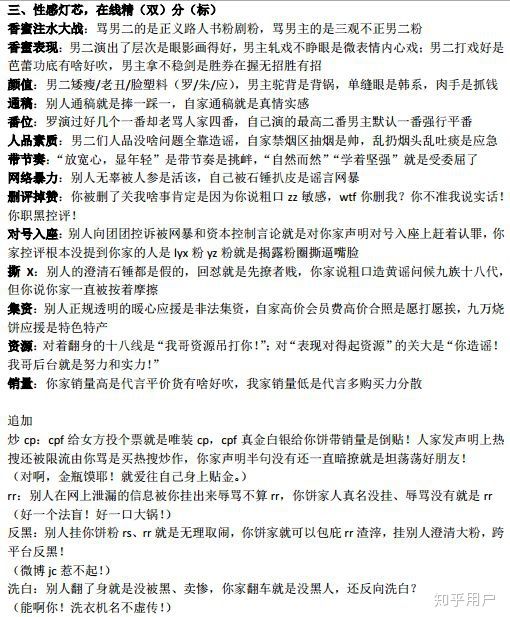 三、性感灯芯，在线精（双）分（标）
香蜜注水大战：骂男二的是正义路人书粉剧粉，骂男主的是三观不正男二粉
香蜜表现：男二演出了层次是眼影画得好，男主轧戏不睁眼是微表情内心戏；男二打戏好是
芭蕾功底有啥好吹，男主拿不稳剑是胜券在握无招胜有招
颜值：男二矮瘦/老丑/脸塑料（罗/朱/应），男主驼背是背锅，单缝眼是韩系，肉手是抓钱
通稿：别人通稿就是捧一踩一，自家通稿就是真情实感
番位：罗演过好几个一番却老骂人家四番，自己演的最高二番男主默认一番强行平番
人品素质：男二们人品没啥问题全靠造谣，自家禁烟区抽烟是帅，乱扔烟头乱吐痰是应急
带节奏：“放宽心，显年轻”是带节奏是挑衅，“自然而然”“学着坚强”就是受委屈了
网络暴力：别人无辜被人参是活该，自己被石锤扒皮是谣言网暴
删评掉赞：你被删了关我啥事肯定是因为你说粗口 zz 敏感，wtf 你删我？你不准我说实话！
你职黑控评！
对号入座：别人向团团控诉被网暴和资本控制言论就是对你家声明对号入座上赶着认罪，你
家控评根本没提到你家的人是 lyx 粉 yz 粉就是揭露粉圈撕逼嘴脸
撕 X：别人的澄清石锤都是假的，回怼就是先撩者贱，你家说粗口造黄谣问候九族十八代，
但你说你家一直被按着摩擦
集资：别人正规透明的暖心应援是非法集资，自家高价会员费高价合照是愿打愿挨，九万烧
饼应援是特色特产
资源：对着翻身的十八线是“我哥资源吊打你！”；对“表现对得起资源”的关大是“你造谣！
我哥后台就是努力和实力！”
销量：你家销量高是代言平价货有啥好吹，我家销量低是代言多购买力分散
追加
炒 cp：cpf 给女方投个票就是唯装 cp，cpf 真金白银给你饼带销量是倒贴！人家发声明上热
搜还被限流由你骂是买热搜炒作，你家声明半句没有还一直暗撩就是坦荡荡好朋友！
（对啊，金瓶馍耶！就爱往自己身上贴金。）
rr：别人在网上泄漏的信息被你挂出来辱骂不算 rr，你饼家人真名没挂、辱骂没有就是 rr
（好一个法盲！好一口大锅！）
反黑：别人挂你饼粉 rs、rr 就是无理取闹，你饼家就可以包庇 rr 渣滓，挂别人澄清大粉，跨
平台反黑！
（微博 jc 惹不起！）
洗白：别人翻了身就是没被黑、卖惨，你家翻车就是没黑人，还反向洗白？
（能啊你！洗衣机名不虚传！）
知乎用户